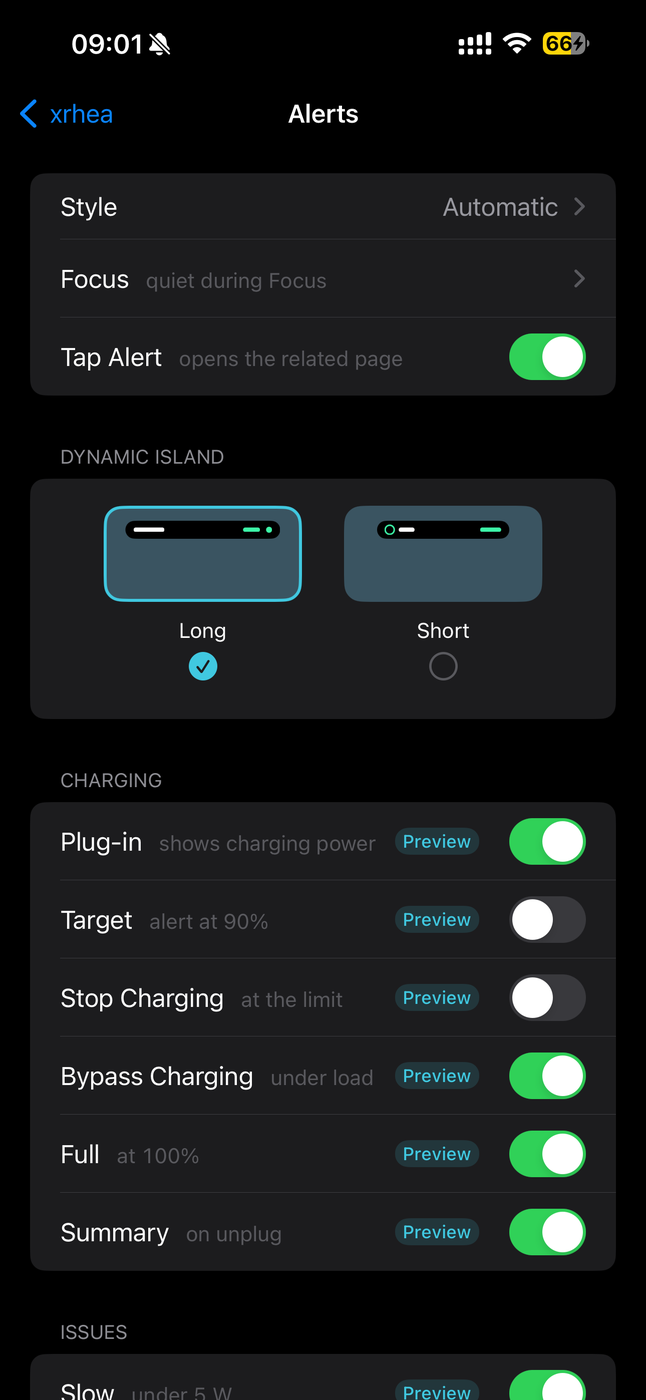 09:01 66
xrhea Alerts
Style Automatic
Focus quiet during Focus
Tap Alert opens the related page
DYNAMIC ISLAND
Long Short
CHARGING
Plug-in shows charging power Preview
Target alert at 90% Preview
Stop Charging at the limit Preview
Bypass Charging under load Preview
Full at 100% Preview
Summary on unplug Preview
ISSUES
Slow under 5 W Preview